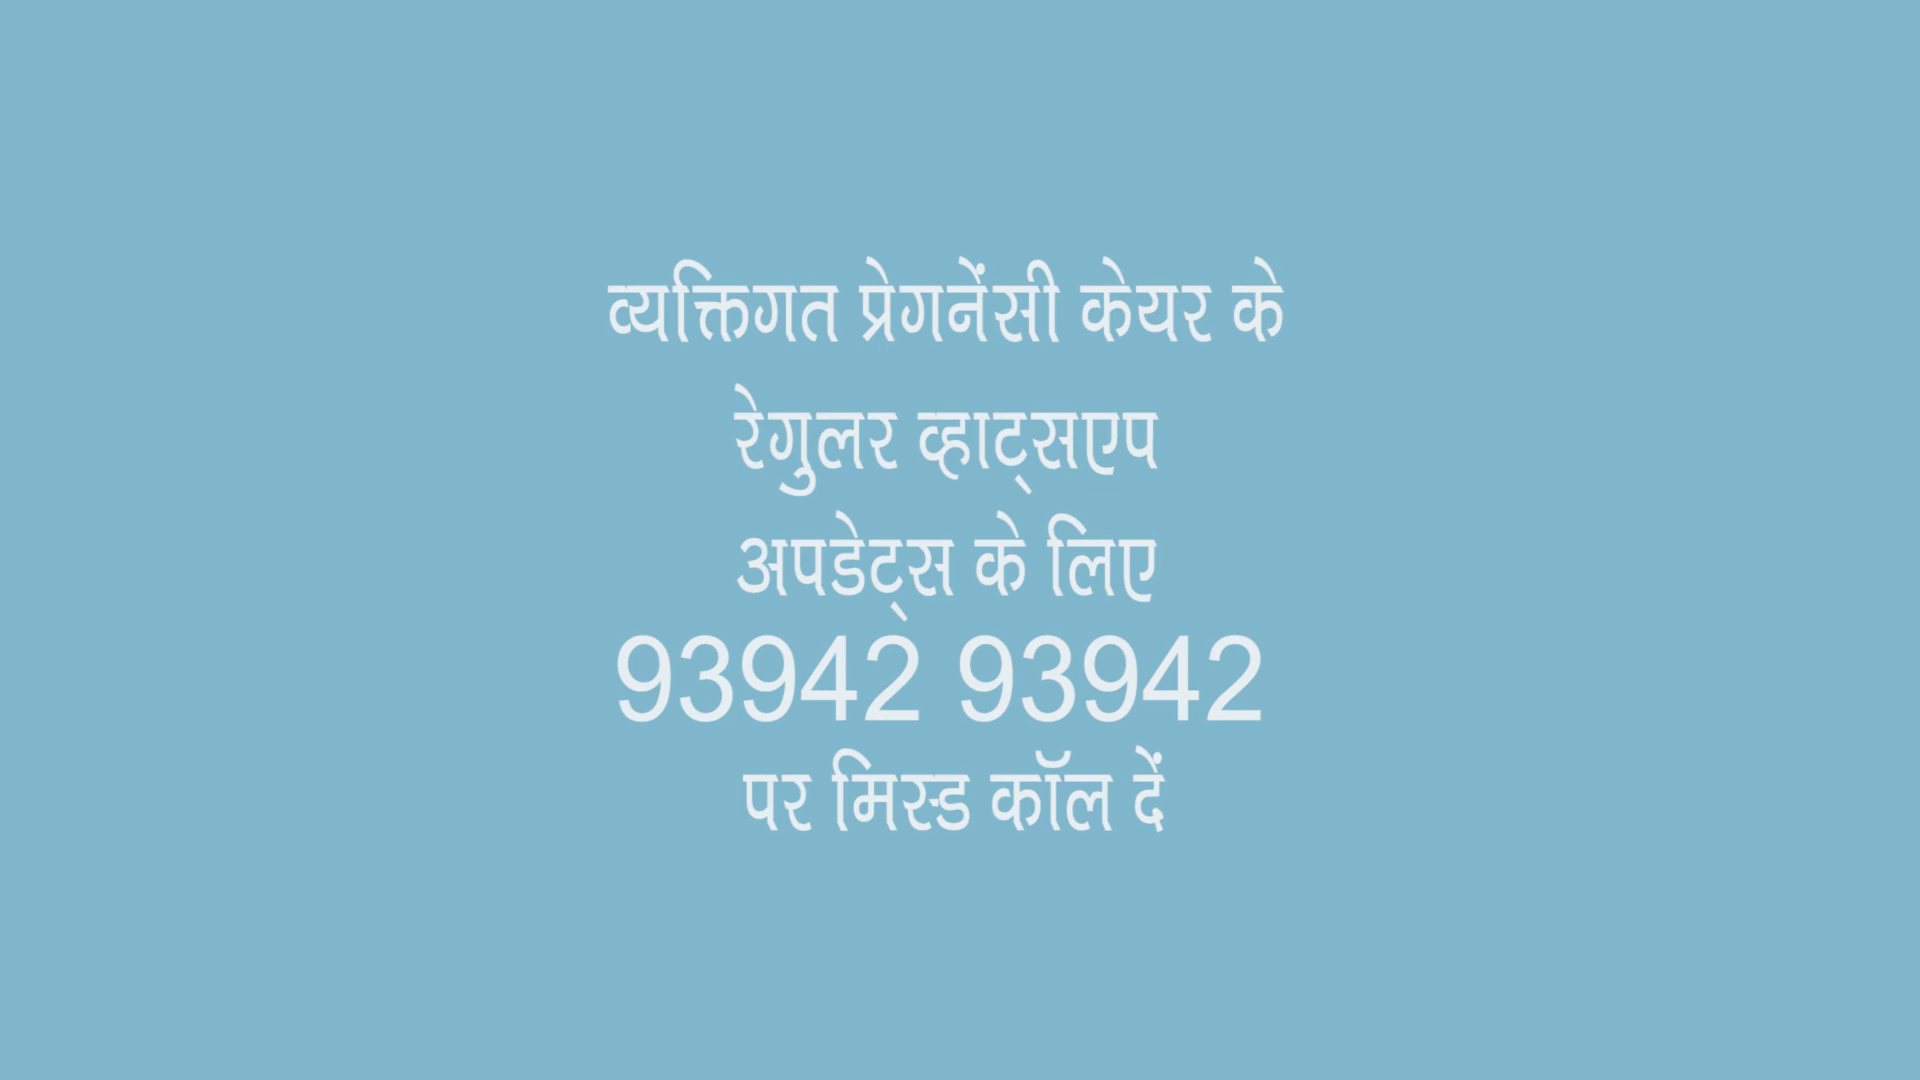 व्यक्तिगत प्रेगनेंसी केयर के
रेगुलर व्हाट्सएप
अपडेट्स के लिए
93942 93942
पर मिस्ड कॉल दें